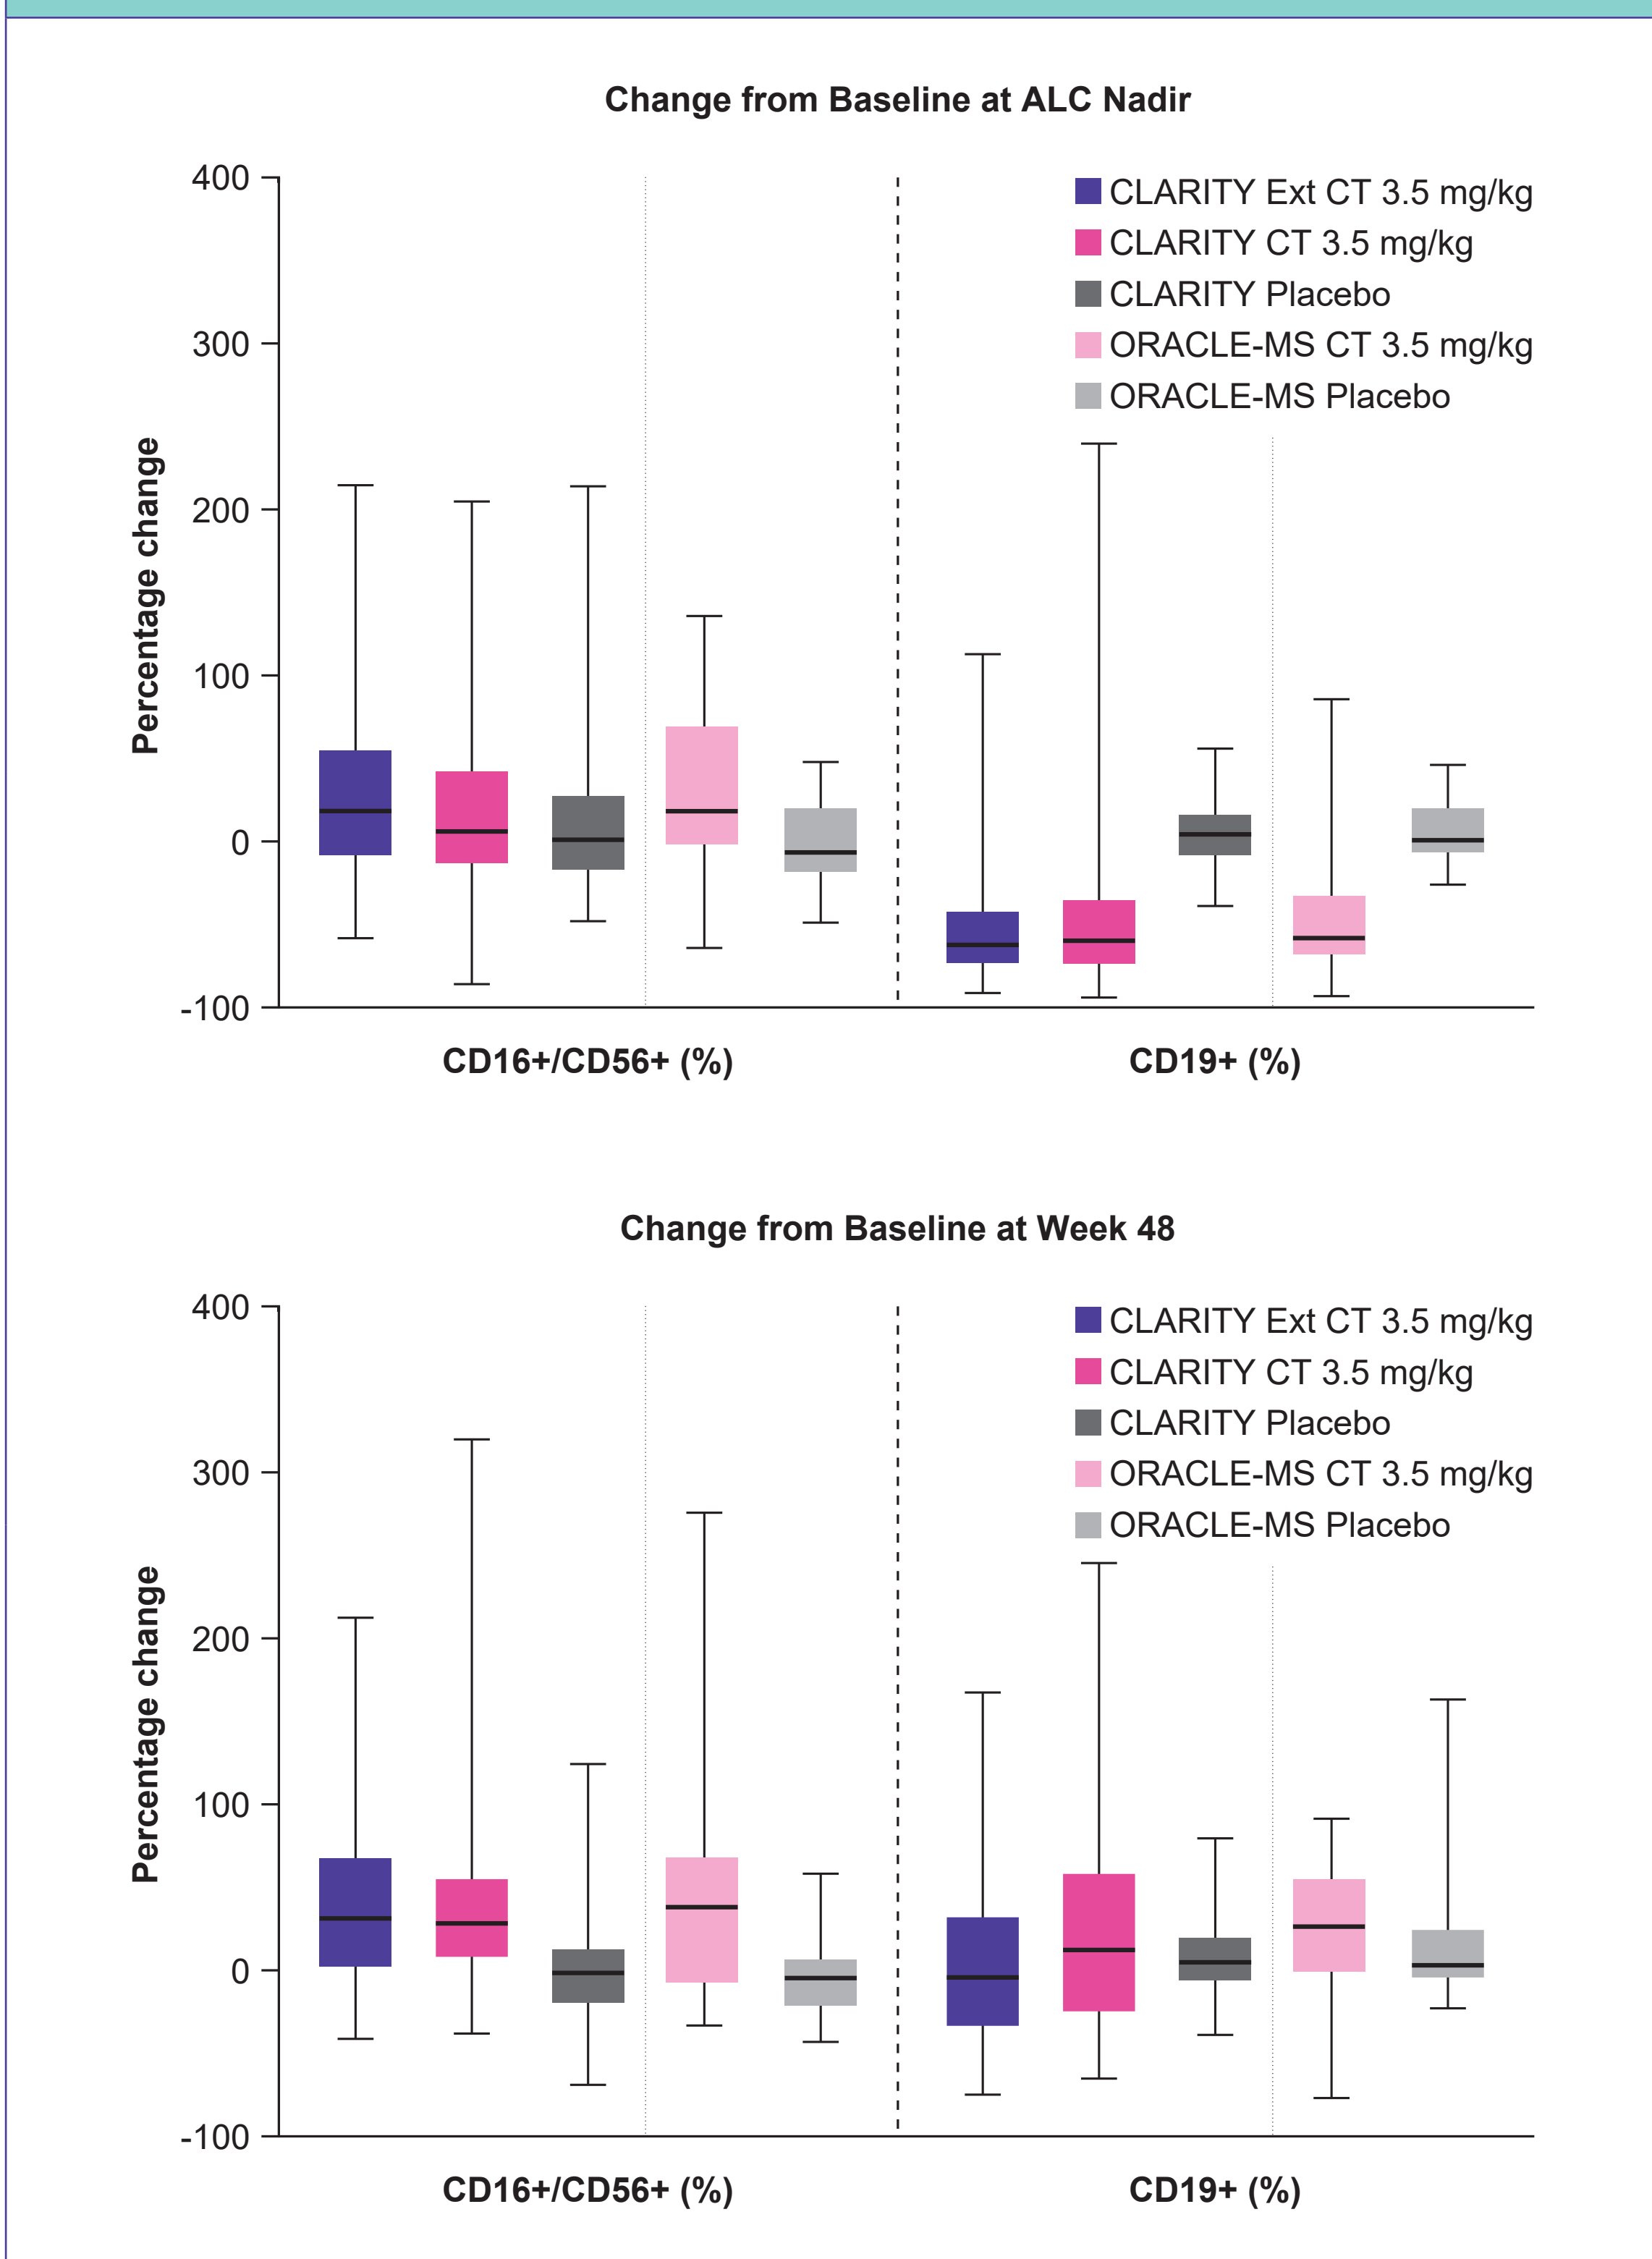 Change from Baseline at ALC Nadir
400
300
200
100
0
-100
Percentage change
CLARITY Ext CT 3.5 mg/kg
CLARITY CT 3.5 mg/kg
CLARITY Placebo
ORACLE-MS CT 3.5 mg/kg
ORACLE-MS Placebo
CD16+/CD56+ (%)
CD19+ (%)
Change from Baseline at Week 48
400
300
200
100
0
-100
Percentage change
CLARITY Ext CT 3.5 mg/kg
CLARITY CT 3.5 mg/kg
CLARITY Placebo
ORACLE-MS CT 3.5 mg/kg
ORACLE-MS Placebo
CD16+/CD56+ (%)
CD19+ (%)